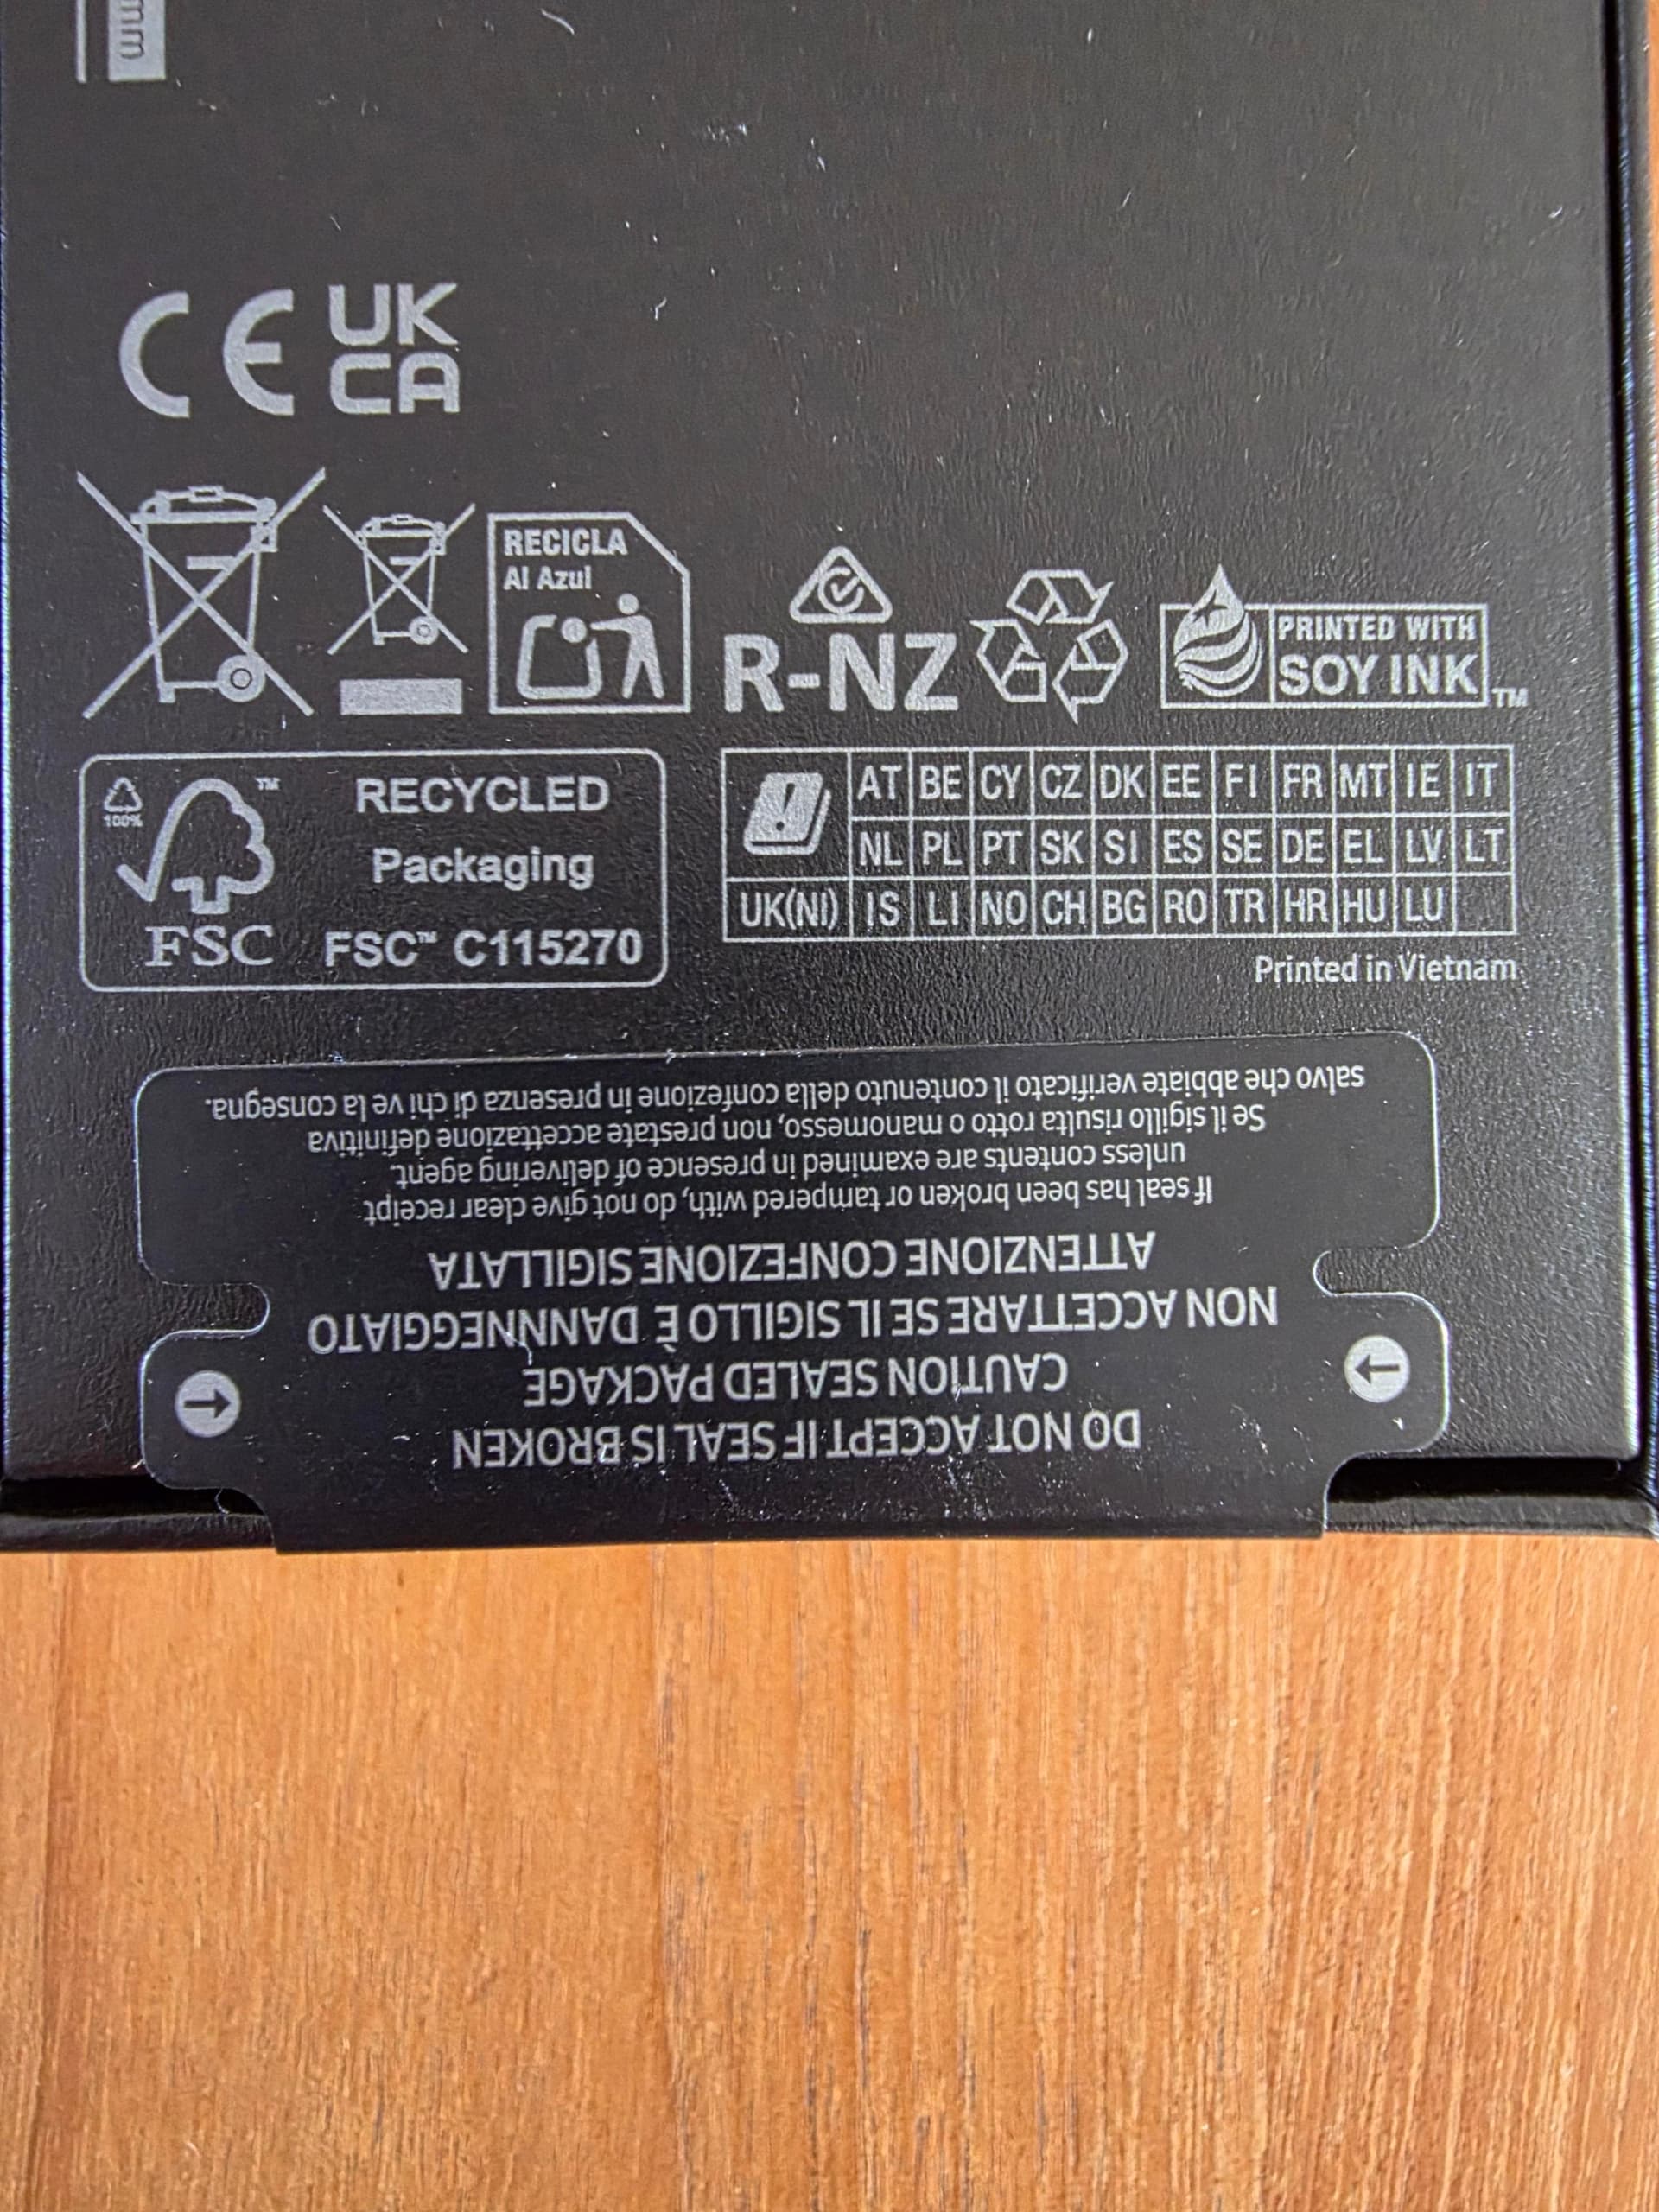 mm
CE
UK
CA
RECICLA
Al Azul
R-NZ
PRINTED WITH
SOY INK™
100%
™
FSC
RECYCLED
Packaging
FSC™ C115270
AT BE CY CZ DK EE FI FR MT IE IT
NL PL PT SK SI ES SE DE EL LV LT
UK(NI) IS LI NO CH BG RO TR HR HU LU
Printed in Vietnam
DO NOT ACCEPT IF SEAL IS BROKEN
CAUTION SEALED PACKAGE
NON ACCETTARE SE IL SIGILLO È DANNNEGGIATO
ATTENZIONE CONFEZIONE SIGILLATA
If seal has been broken or tampered with, do not give clear receipt
unless contents are examined in presence of delivering agent.
Se il sigillo risulta rotto o manomesso, non prestate accettazione definitiva
salvo che abbiate verificato il contenuto della confezione in presenza di chi ve la consegna.